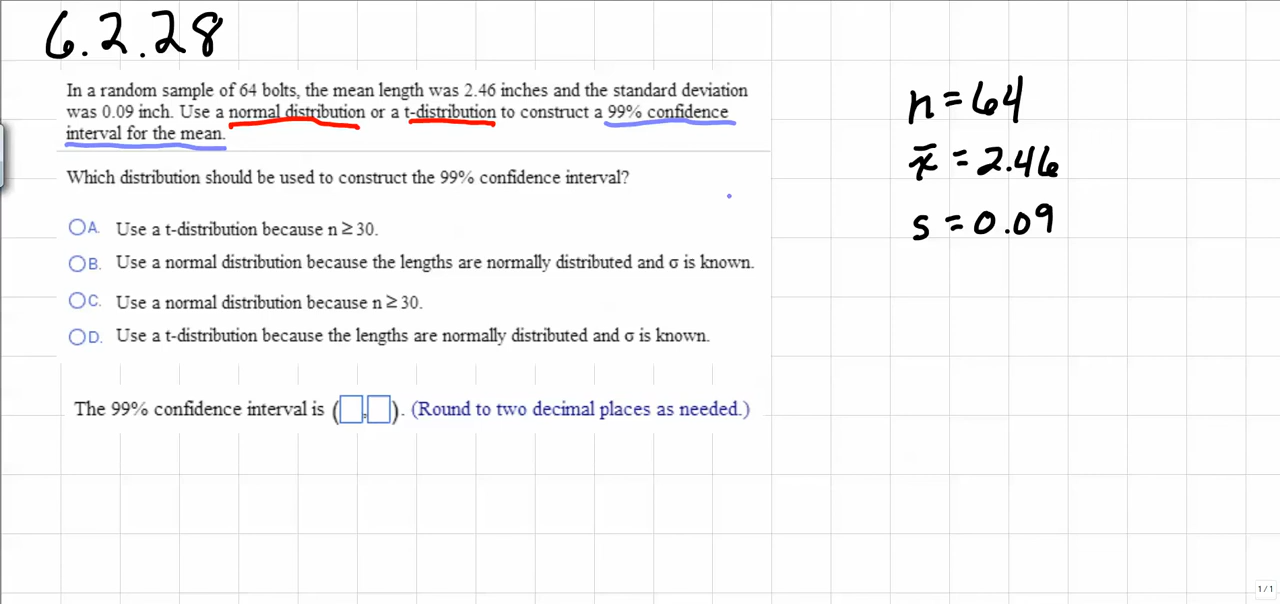 6.2.28
In a random sample of 64 bolts, the mean length was 2.46 inches and the standard deviation
was 0.09 inch. Use a normal distribution or a t-distribution to construct a 99% confidence
interval for the mean.
Which distribution should be used to construct the 99% confidence interval?
A. Use a t-distribution because n ≥ 30.
B. Use a normal distribution because the lengths are normally distributed and σ is known.
C. Use a normal distribution because n ≥ 30.
D. Use a t-distribution because the lengths are normally distributed and σ is known.
The 99% confidence interval is (☐,☐). (Round to two decimal places as needed.)
n = 64
x̄ = 2.46
s = 0.09
1/1